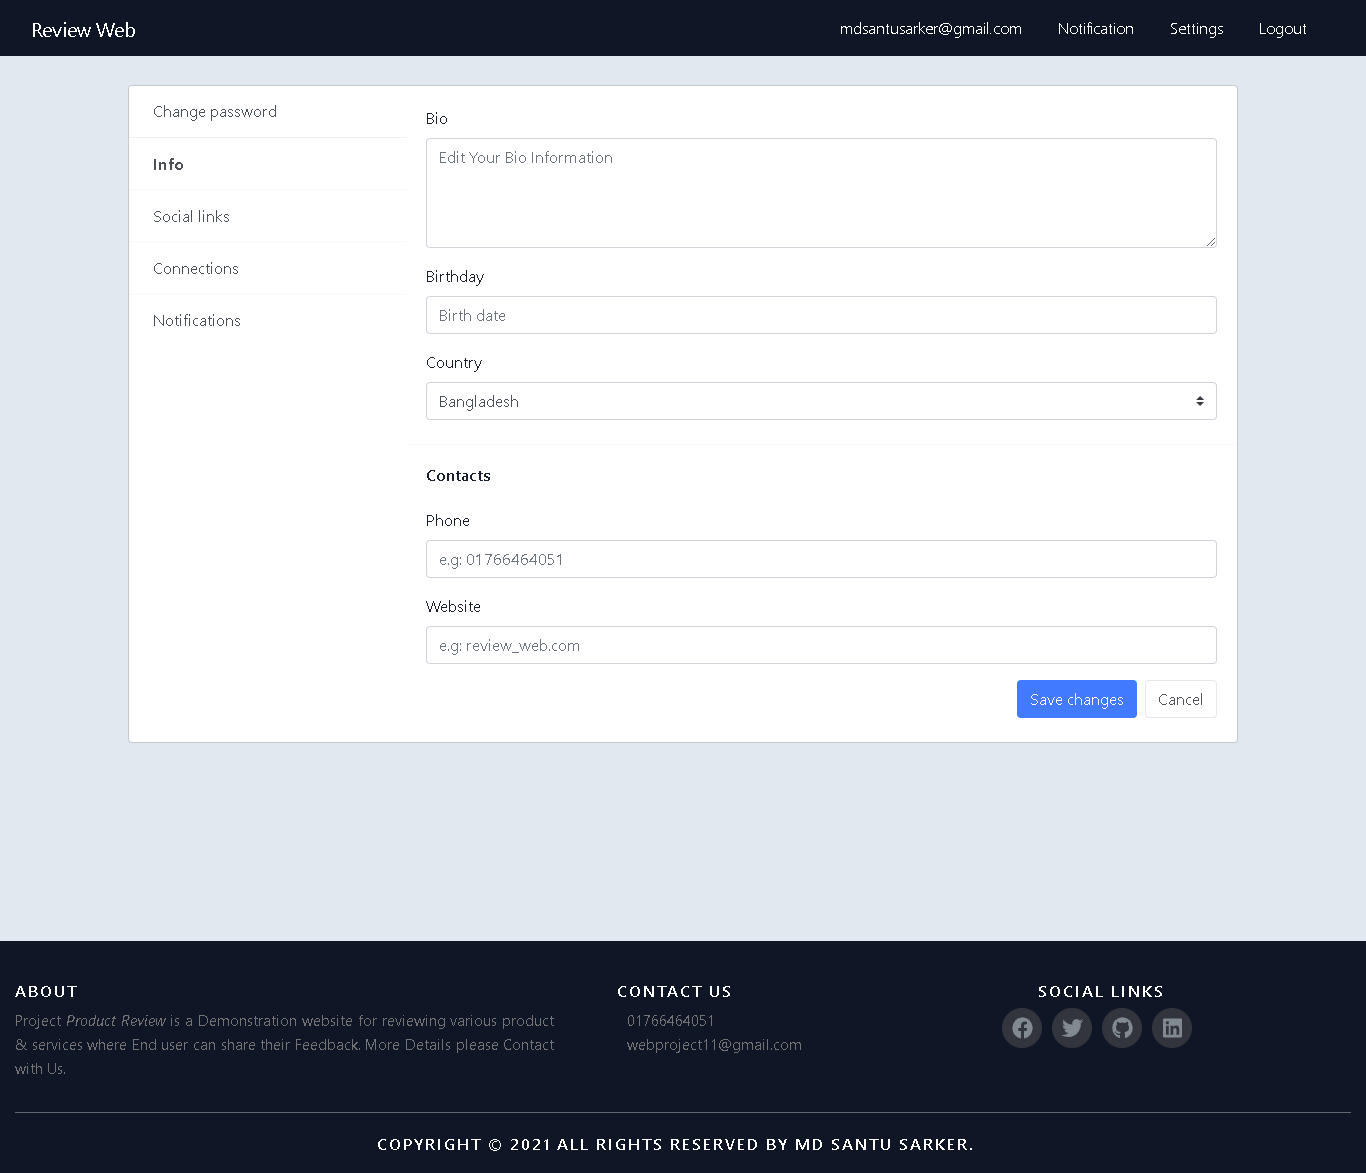 Review Web
mdsantusarker@gmail.com Notification Settings Logout
Change password
Info
Social links
Connections
Notifications
Bio
Edit Your Bio Information
Birthday
Birth date
Country
Bangladesh
Contacts
Phone
e.g: 01766464051
Website
e.g: review_web.com
Save changes Cancel
ABOUT
Project Product Review is a Demonstration website for reviewing various product
& services where End user can share their Feedback. More Details please Contact
with Us.
CONTACT US
01766464051
webproject11@gmail.com
SOCIAL LINKS
COPYRIGHT © 2021 ALL RIGHTS RESERVED BY MD SANTU SARKER.